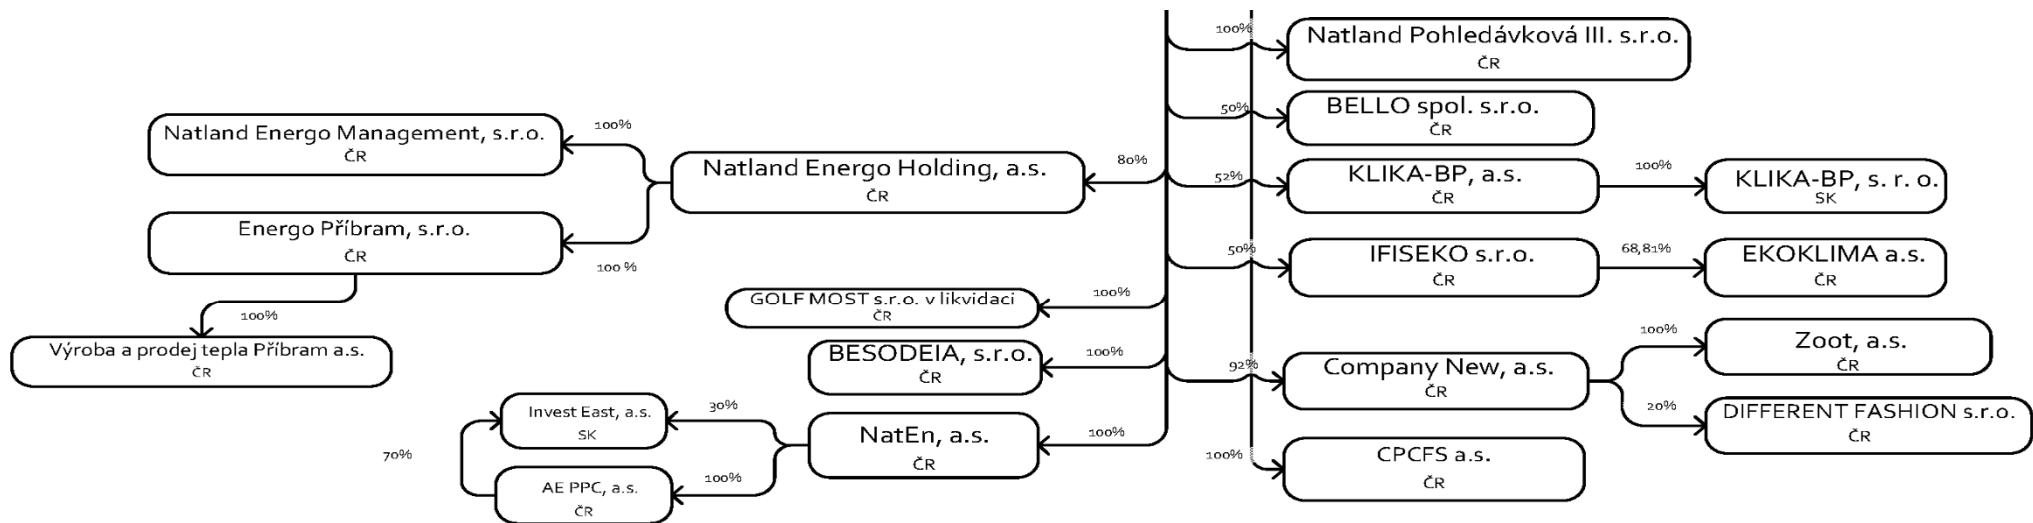 100%
Natland Pohledávková III. s.r.o.
ČR
50%
BELLO spol. s.r.o.
ČR
Natland Energo Management, s.r.o.
ČR
100%
Natland Energo Holding, a.s.
ČR
80%
52%
KLIKA-BP, a.s.
ČR
100%
KLIKA-BP, s. r. o.
SK
Energo Příbram, s.r.o.
ČR
100 %
50%
IFISEKO s.r.o.
ČR
68,81%
EKOKLIMA a.s.
ČR
GOLF MOST s.r.o. v likvidaci
ČR
100%
100%
Výroba a prodej tepla Příbram a.s.
ČR
BESODEIA, s.r.o.
ČR
100%
92%
Company New, a.s.
ČR
100%
Zoot, a.s.
ČR
20%
DIFFERENT FASHION s.r.o.
ČR
Invest East, a.s.
SK
30%
NatEn, a.s.
ČR
100%
70%
AE PPC, a.s.
ČR
100%
100%
CPCFS a.s.
ČR